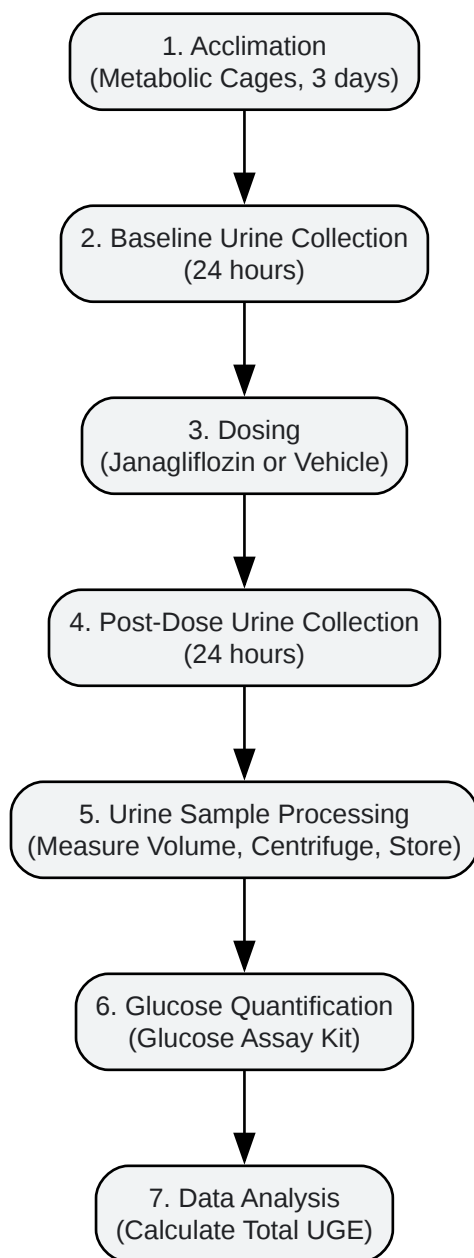 1. Acclimation
(Metabolic Cages, 3 days)
2. Baseline Urine Collection
(24 hours)
3. Dosing
(Janagliflozin or Vehicle)
4. Post-Dose Urine Collection
(24 hours)
5. Urine Sample Processing
(Measure Volume, Centrifuge, Store)
6. Glucose Quantification
(Glucose Assay Kit)
7. Data Analysis
(Calculate Total UGE)